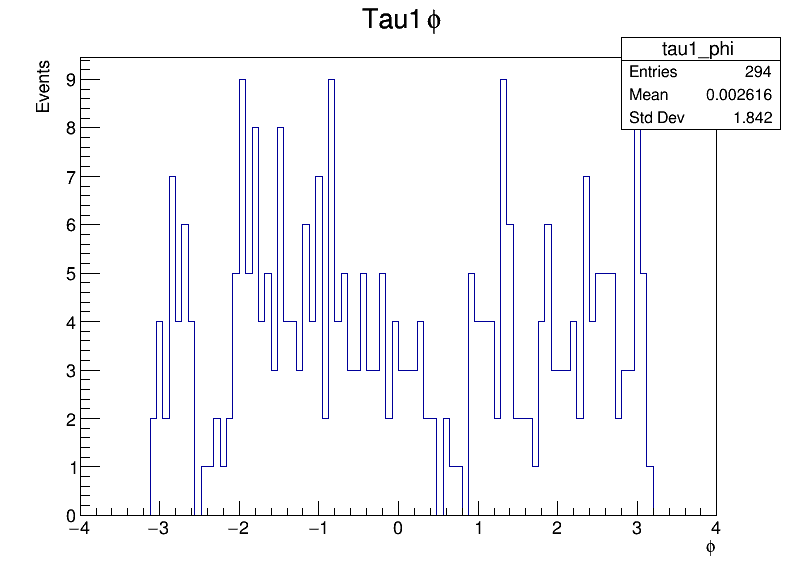 Tau1 ϕ
tau1_phi
Entries 294
Mean 0.002616
Std Dev 1.842
Events
9
8
7
6
5
4
3
2
1
0
−4 −3 −2 −1 0 1 2 3 4
ϕ